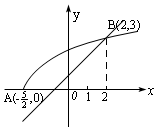 y
B(2,3)
A(-5/2,0)
0 1 2
x